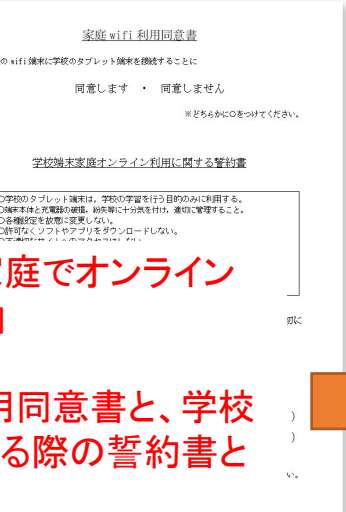 家庭 wifi 利用同意書
の wifi 端末に学校のタブレット端末を接続することに
同意します ・ 同意しません
※どちらかに○をつけてください。
学校端末家庭オンライン利用に関する誓約書
○学校のタブレット端末は、学校の学習を行う目的のみに利用する。
○端末本体と充電器の破損、紛失等に十分気を付け、適切に管理すること。
○各種設定を故意に変更しない。
○許可なくソフトやアプリをダウンロードしない。
庭でオンライン
用同意書と、学校
る際の誓約書と
)
)
い。